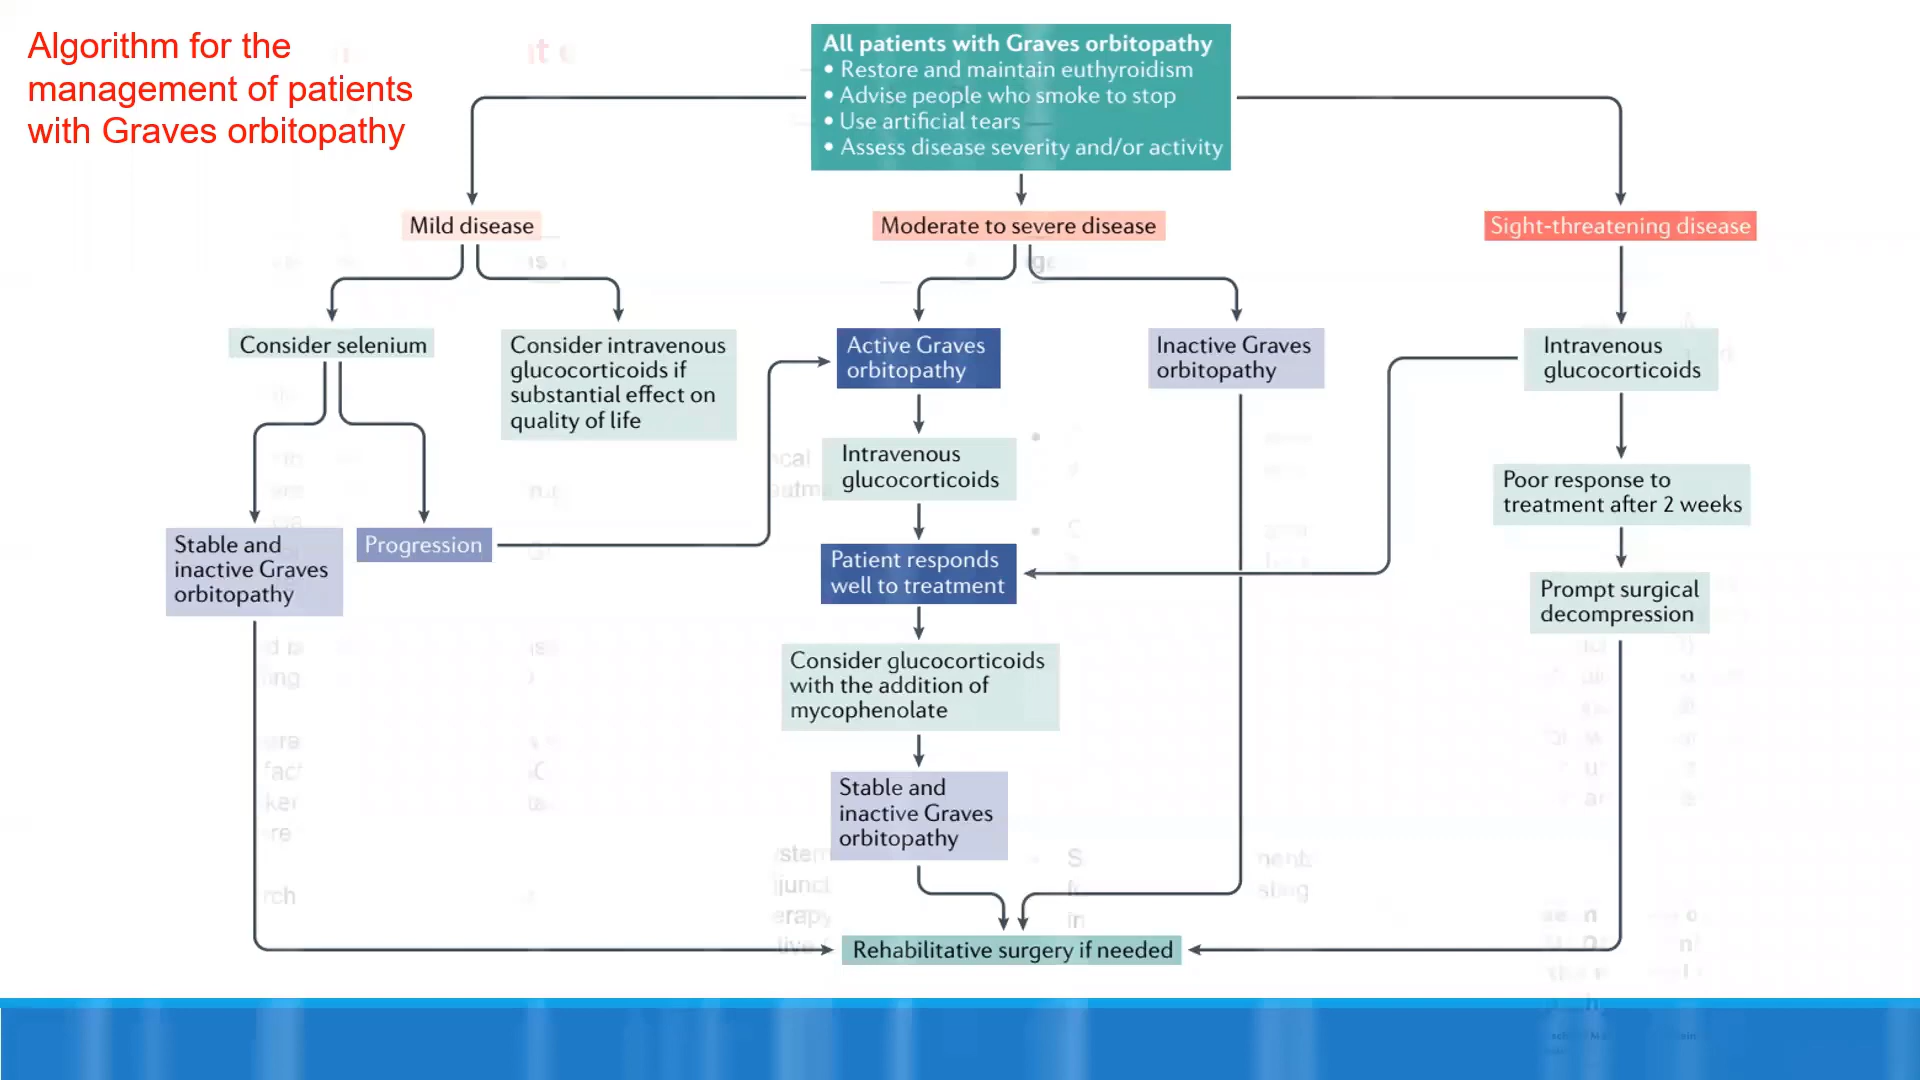 Algorithm for the
management of patients
with Graves orbitopathy
All patients with Graves orbitopathy
• Restore and maintain euthyroidism
• Advise people who smoke to stop
• Use artificial tears
• Assess disease severity and/or activity
Mild disease
Moderate to severe disease
Sight-threatening disease
Consider selenium
Consider intravenous
glucocorticoids if
substantial effect on
quality of life
Active Graves
orbitopathy
Inactive Graves
orbitopathy
Intravenous
glucocorticoids
Intravenous
glucocorticoids
Poor response to
treatment after 2 weeks
Stable and
inactive Graves
orbitopathy
Progression
Patient responds
well to treatment
Prompt surgical
decompression
Consider glucocorticoids
with the addition of
mycophenolate
Stable and
inactive Graves
orbitopathy
Rehabilitative surgery if needed